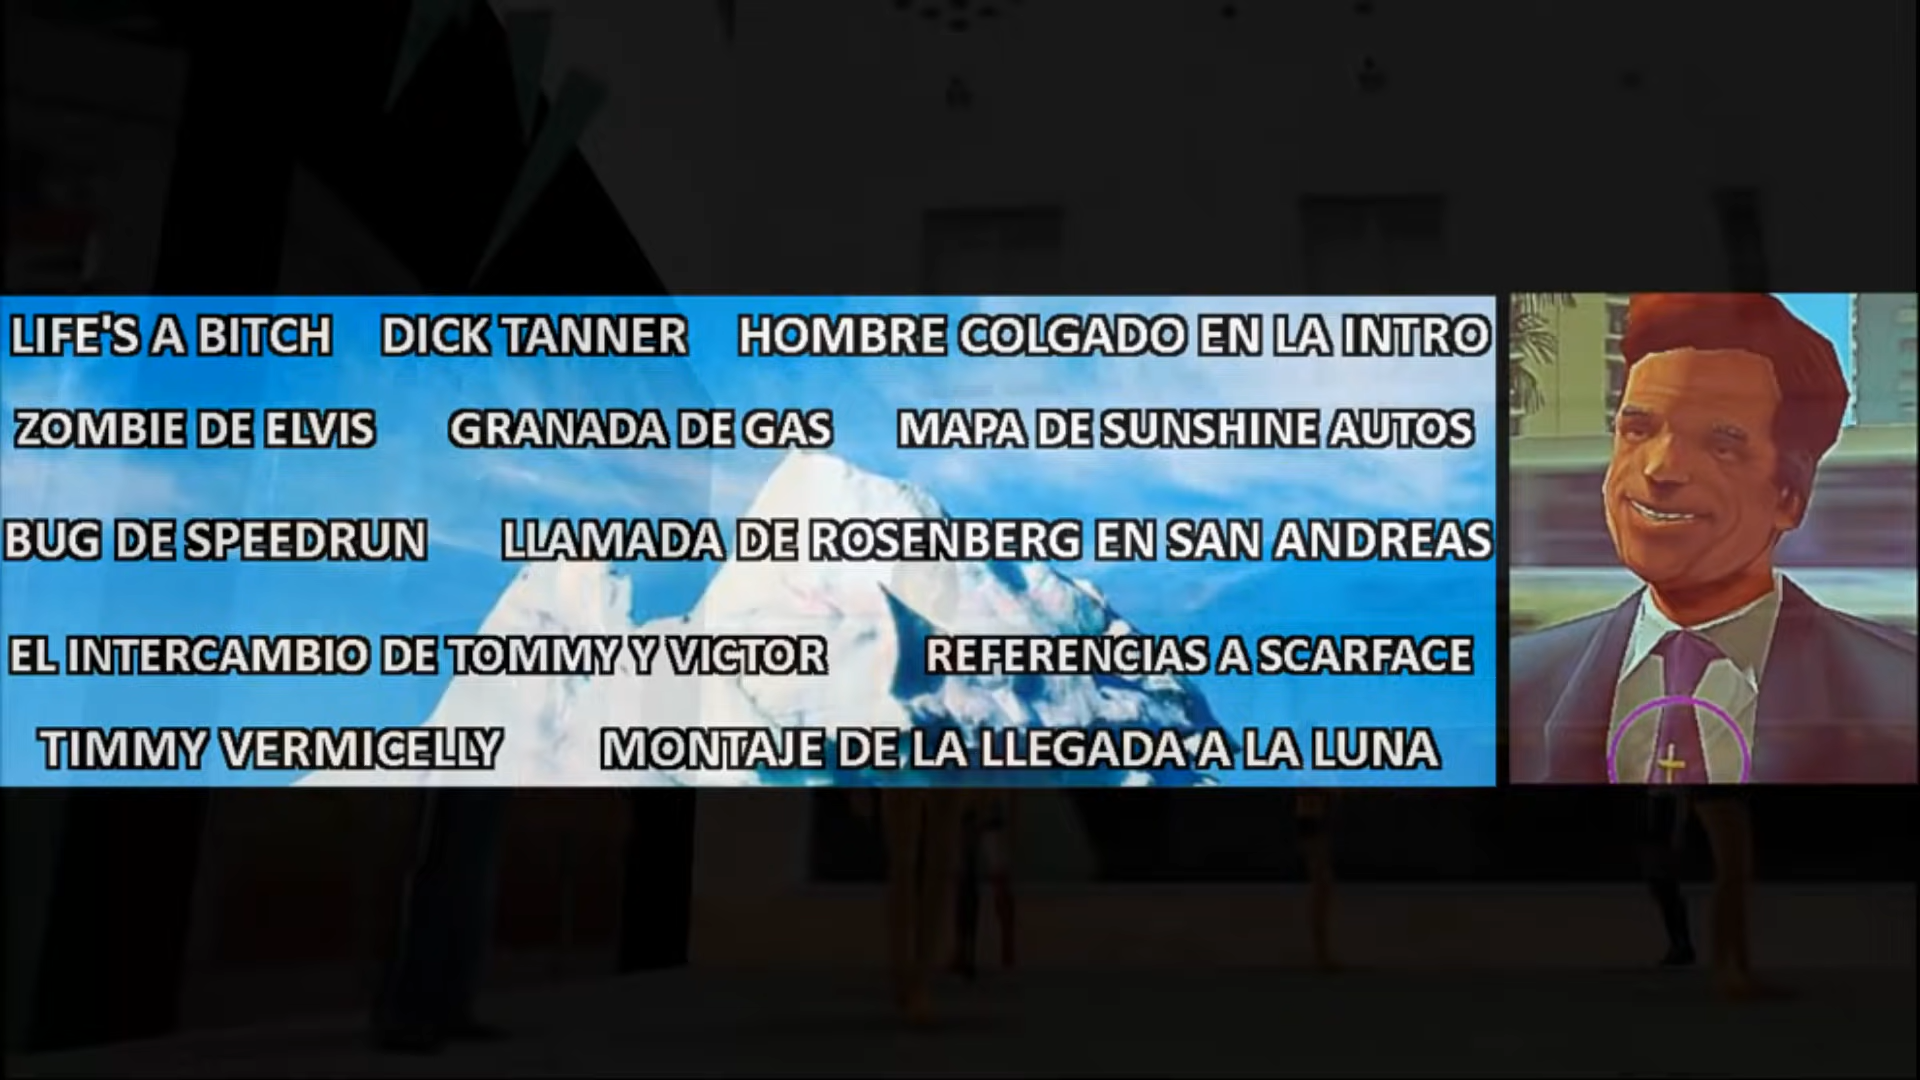 LIFE'S A BITCH DICK TANNER HOMBRE COLGADO EN LA INTRO
ZOMBIE DE ELVIS GRANADA DE GAS MAPA DE SUNSHINE AUTOS
BUG DE SPEEDRUN LLAMADA DE ROSENBERG EN SAN ANDREAS
EL INTERCAMBIO DE TOMMY Y VICTOR REFERENCIAS A SCARFACE
TIMMY VERMICELLY MONTAJE DE LA LLEGADA A LA LUNA